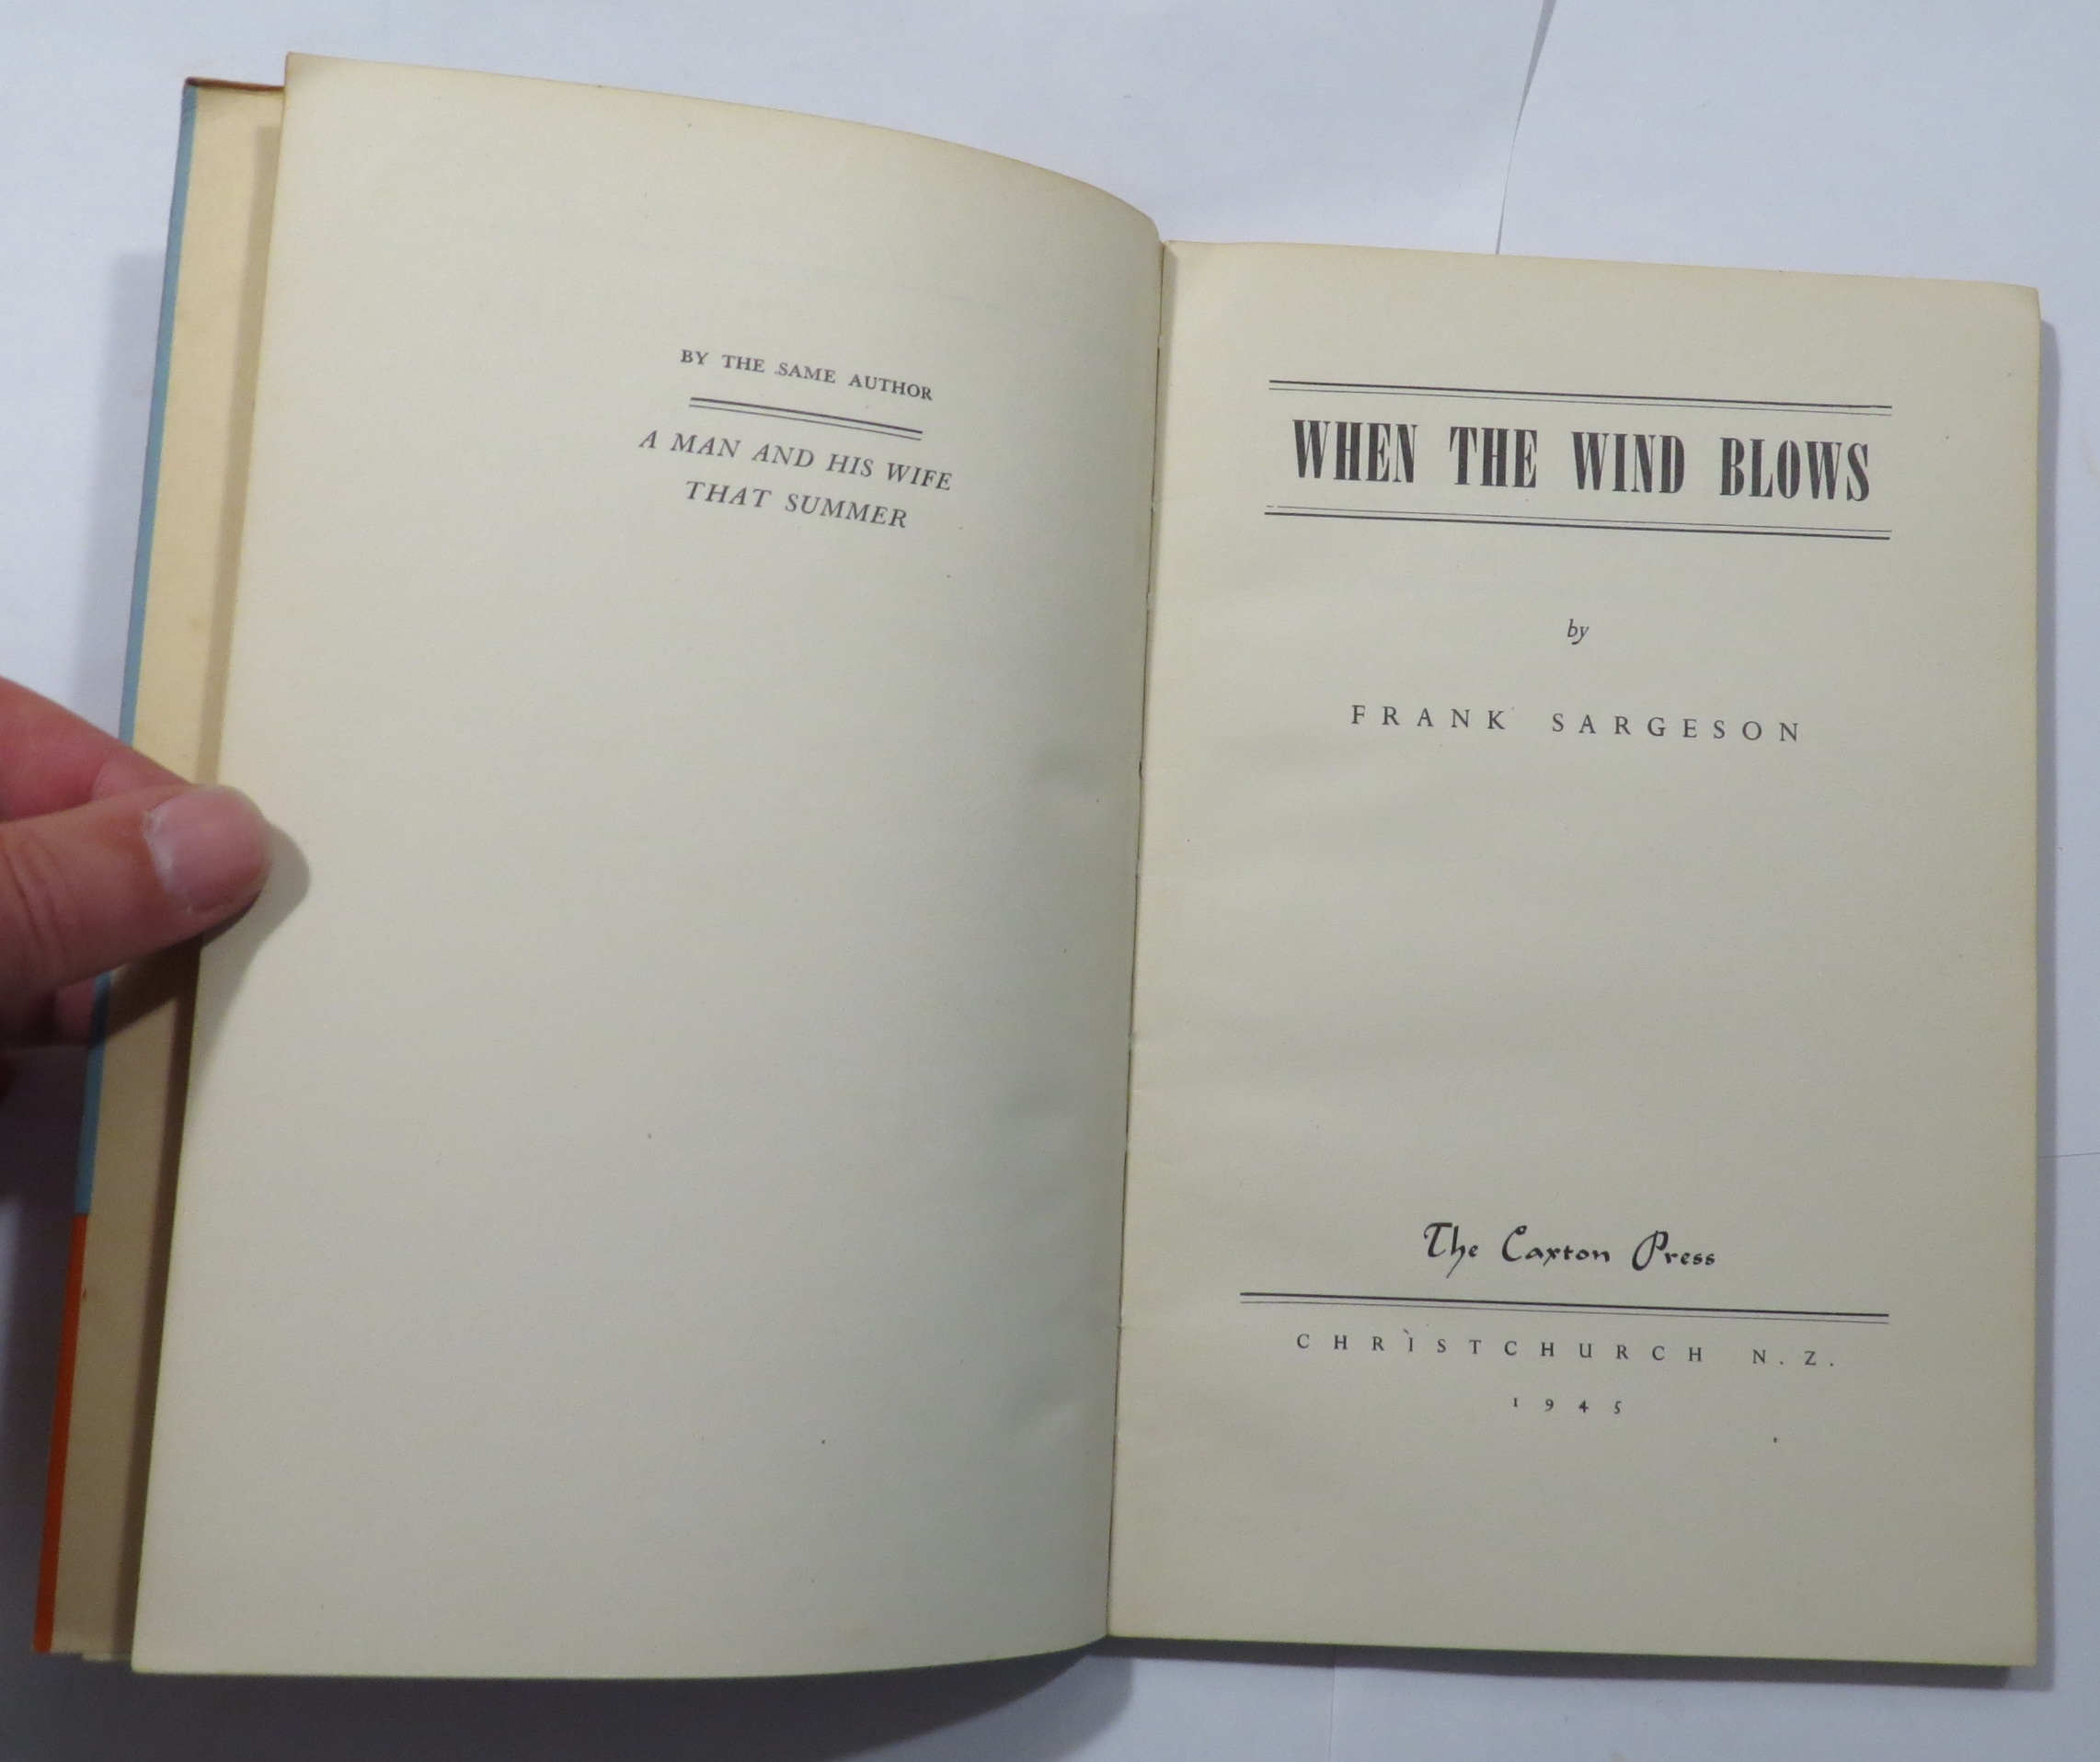 BY THE SAME AUTHOR
A MAN AND HIS WIFE
THAT SUMMER
WHEN THE WIND BLOWS
by
FRANK SARGESON
The Caxton Press
CHRISTCHURCH N.Z.
1945